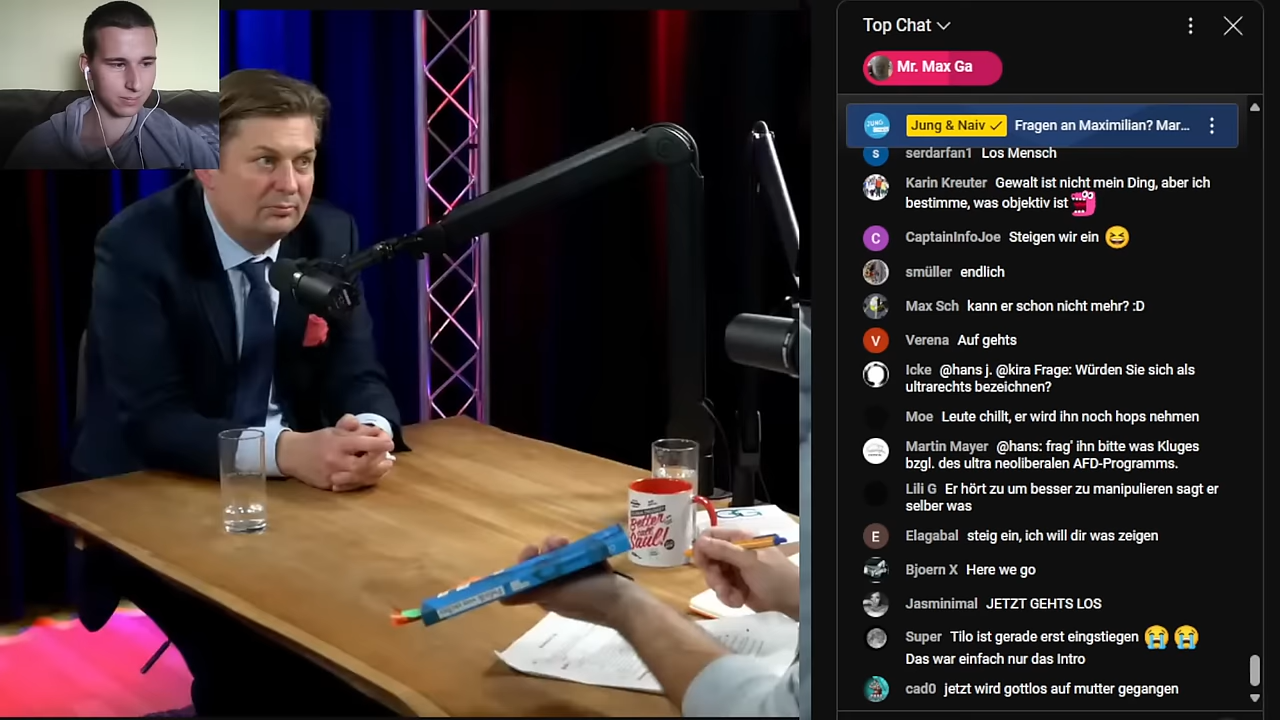 Top Chat
Mr. Max Ga
Jung & Naiv Fragen an Maximilian? Mar...
serdarfan1 Los Mensch
Karin Kreuter Gewalt ist nicht mein Ding, aber ich
bestimme, was objektiv ist
CaptainInfoJoe Steigen wir ein 😆
smüller endlich
Max Sch kann er schon nicht mehr? :D
Verena Auf gehts
Icke @hans j. @kira Frage: Würden Sie sich als
ultrarechts bezeichnen?
Moe Leute chillt, er wird ihn noch hops nehmen
Martin Mayer @hans: frag' ihn bitte was Kluges
bzgl. des ultra neoliberalen AFD-Programms.
Lili G Er hört zu um besser zu manipulieren sagt er
selber was
Elagabal steig ein, ich will dir was zeigen
Bjoern X Here we go
Jasminimal JETZT GEHTS LOS
Super Tilo ist gerade erst eingstiegen 😭 😭
Das war einfach nur das Intro
cad0 jetzt wird gottlos auf mutter gegangen
S
C
V
E
JUNG
Better
Saul!